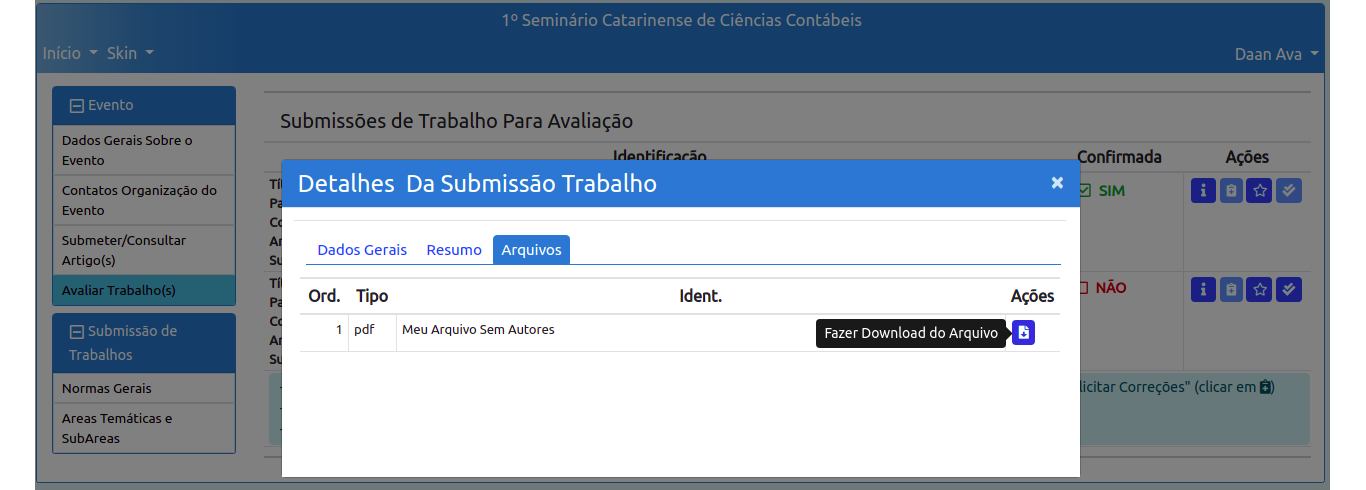 1º Seminário Catarinense de Ciências Contábeis
Início Skin Daan Ava
Evento
Dados Gerais Sobre o
Evento
Contatos Organização do
Evento
Submeter/Consultar
Artigo(s)
Avaliar Trabalho(s)
Submissão de
Trabalhos
Normas Gerais
Areas Temáticas e
SubAreas
Submissões de Trabalho Para Avaliação
Identificação Confirmada Ações
SIM
NÃO
licitar Correções" (clicar em )
Detalhes Da Submissão Trabalho ×
Dados Gerais Resumo Arquivos
Ord. Tipo Ident. Ações
1 pdf Meu Arquivo Sem Autores Fazer Download do Arquivo